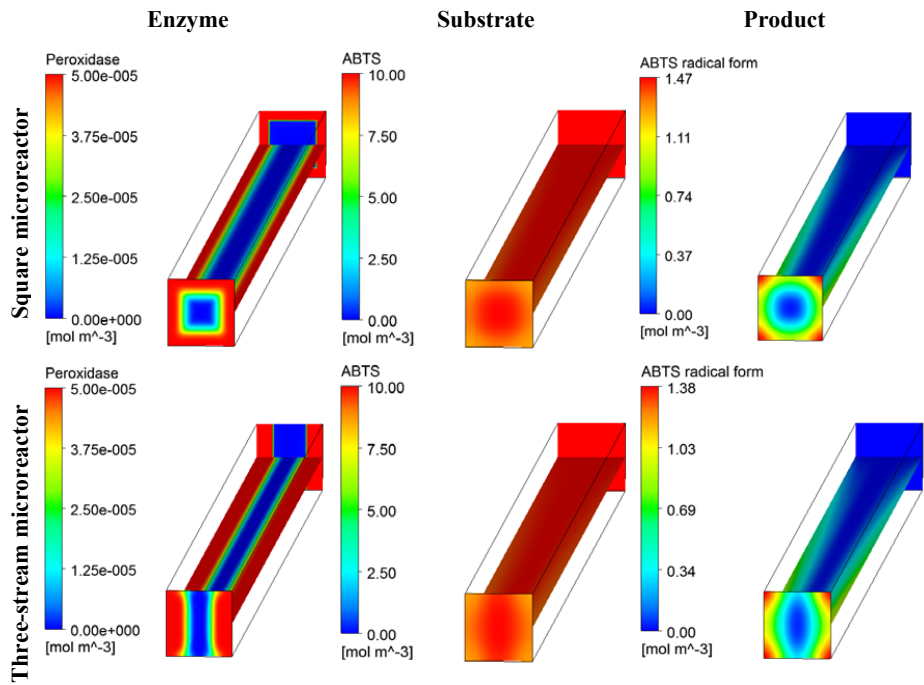 Enzyme
Substrate
Product
Square microreactor
Peroxidase
5.00e-005
3.75e-005
2.50e-005
1.25e-005
0.00e+000
[mol m^-3]
ABTS
10.00
7.50
5.00
2.50
0.00
[mol m^-3]
ABTS radical form
1.47
1.11
0.74
0.37
0.00
[mol m^-3]
Three-stream microreactor
Peroxidase
5.00e-005
3.75e-005
2.50e-005
1.25e-005
0.00e+000
[mol m^-3]
ABTS
10.00
7.50
5.00
2.50
0.00
[mol m^-3]
ABTS radical form
1.38
1.03
0.69
0.34
0.00
[mol m^-3]